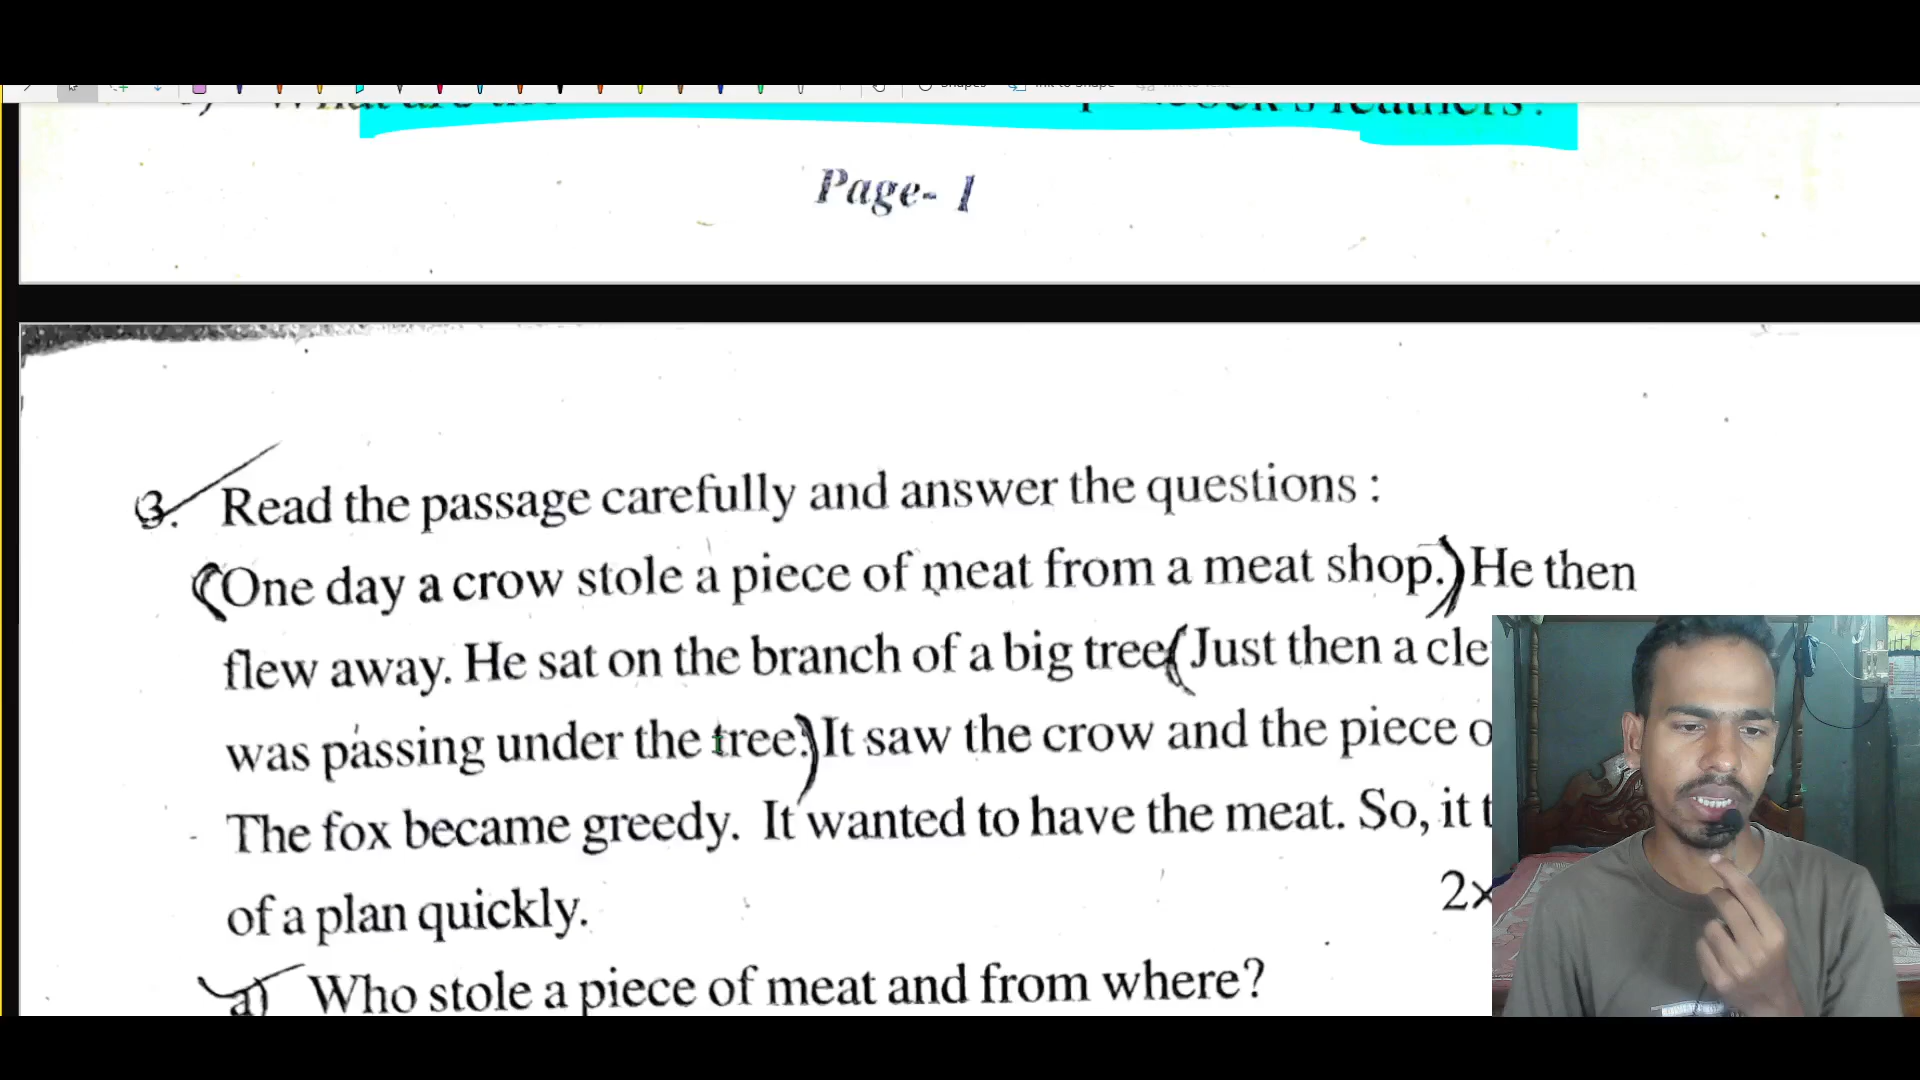 feathers?
Page- 1
3. Read the passage carefully and answer the questions :
(One day a crow stole a piece of meat from a meat shop.) He then
flew away. He sat on the branch of a big tree (Just then a cle
was passing under the tree.) It saw the crow and the piece o
The fox became greedy. It wanted to have the meat. So, it t
of a plan quickly.
2x
a) Who stole a piece of meat and from where?